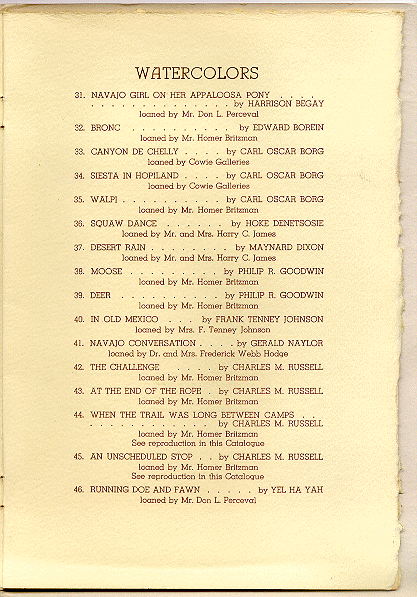 WATERCOLORS
31. NAVAJO GIRL ON HER APPALOOSA PONY . . . .
. . . . . . . . . . . . . . . by HARRISON BEGAY
loaned by Mr. Don L. Perceval
32. BRONC . . . . . . . . . . by EDWARD BOREIN
loaned by Mr. Homer Britzman
33. CANYON DE CHELLY . . . . by CARL OSCAR BORG
loaned by Cowie Galleries
34. SIESTA IN HOPILAND . . . . by CARL OSCAR BORG
loaned by Cowie Galleries
35. WALPI . . . . . . . . . . by CARL OSCAR BORG
loaned by Mr. Homer Britzman
36. SQUAW DANCE . . . . . . by HOKE DENETSOSIE
loaned by Mr. and Mrs. Harry C. James
37. DESERT RAIN . . . . . . . . by MAYNARD DIXON
loaned by Mr. and Mrs. Harry C. James
38. MOOSE . . . . . . . . . by PHILIP R. GOODWIN
loaned by Mr. Homer Britzman
39. DEER . . . . . . . . . . by PHILIP R. GOODWIN
loaned by Mr. Homer Britzman
40. IN OLD MEXICO . . . . by FRANK TENNEY JOHNSON
loaned by Mrs. F. Tenney Johnson
41. NAVAJO CONVERSATION . . . . by GERALD NAYLOR
loaned by Dr. and Mrs. Frederick Webb Hodge
42. THE CHALLENGE . . . . . by CHARLES M. RUSSELL
loaned by Mr. Homer Britzman
43. AT THE END OF THE ROPE . by CHARLES M. RUSSELL
loaned by Mr. Homer Britzman
44. WHEN THE TRAIL WAS LONG BETWEEN CAMPS . .
. . . . . . . . . . . . . by CHARLES M. RUSSELL
loaned by Mr. Homer Britzman
See reproduction in this Catalogue
45. AN UNSCHEDULED STOP . . by CHARLES M. RUSSELL
loaned by Mr. Homer Britzman
See reproduction in this Catalogue
46. RUNNING DOE AND FAWN . . . . . by YEL HA YAH
loaned by Mr. Don L. Perceval